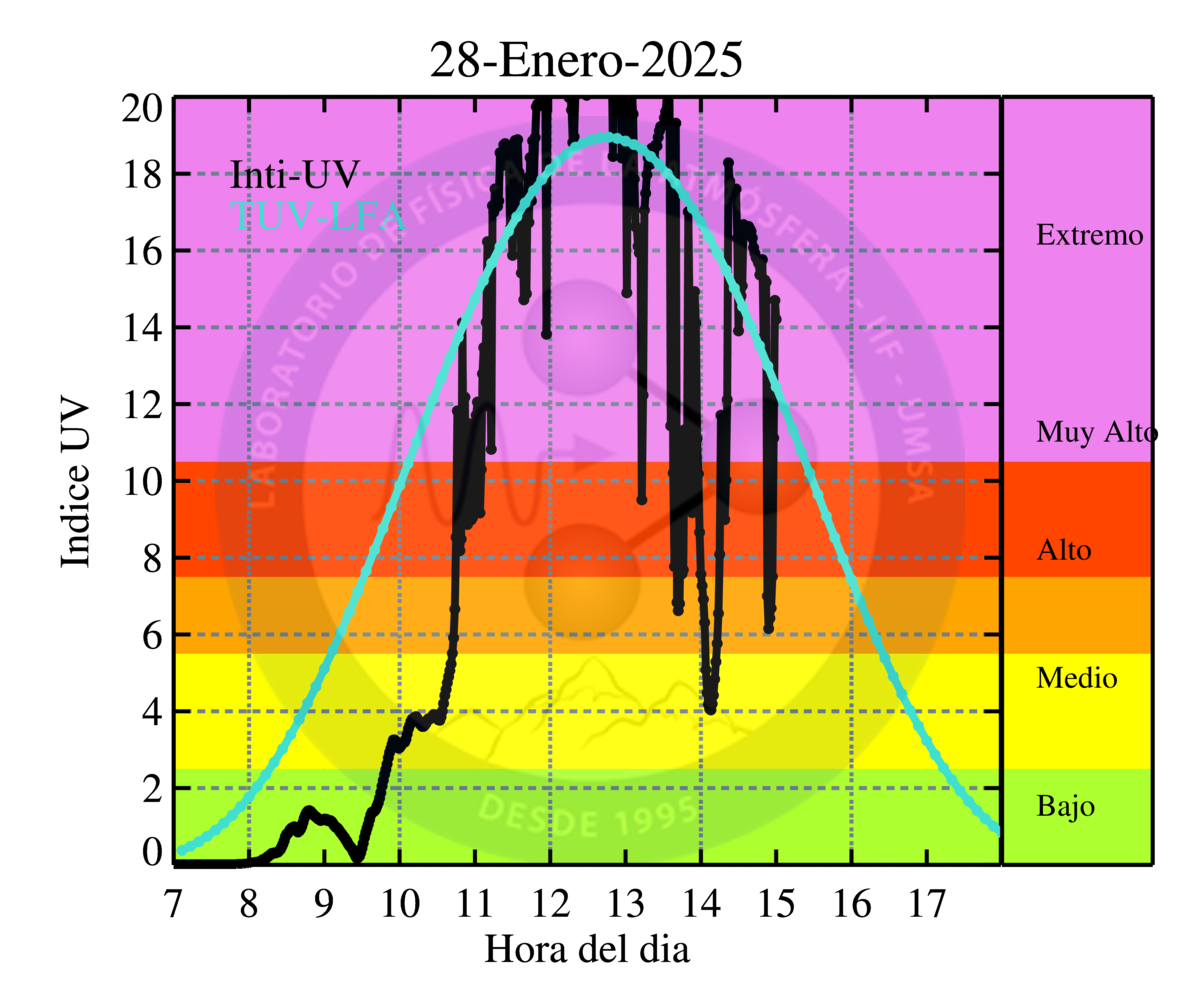 28-Enero-2025
Indice UV
20
18
16
14
12
10
8
6
4
2
0
Inti-UV
TUV-LFA
LABORATORIO DE FÍSICA DE LA ATMÓSFERA - IIF - UMSA
DESDE 1995
Extremo
Muy Alto
Alto
Medio
Bajo
7 8 9 10 11 12 13 14 15 16 17
Hora del dia